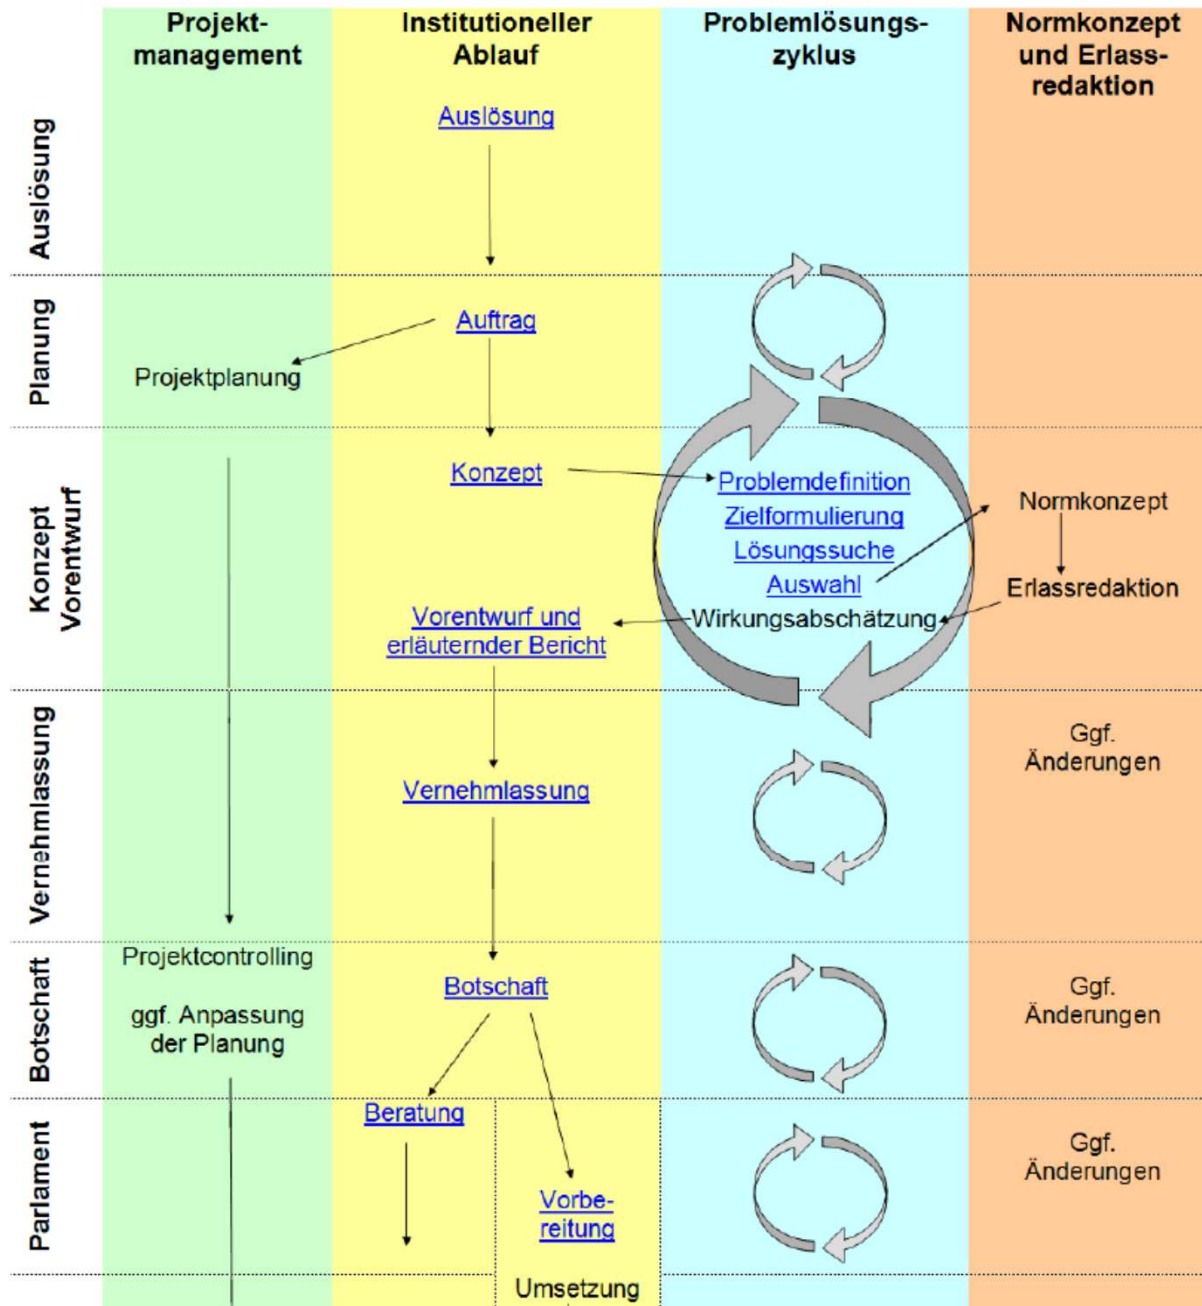 Projekt-
management
Institutioneller
Ablauf
Problemlösungs-
zyklus
Normkonzept
und Erlass-
redaktion
Auslösung
Auslösung
Planung
Auftrag
Projektplanung
Konzept
Vorentwurf
Konzept
Problemdefinition
Zielformulierung
Lösungssuche
Auswahl
Wirkungsabschätzung
Normkonzept
Erlassredaktion
Vorentwurf und
erläuternder Bericht
Vernehmlassung
Vernehmlassung
Ggf.
Änderungen
Botschaft
Projektcontrolling
ggf. Anpassung
der Planung
Botschaft
Ggf.
Änderungen
Parlament
Beratung
Vorbe-
reitung
Ggf.
Änderungen
Umsetzung